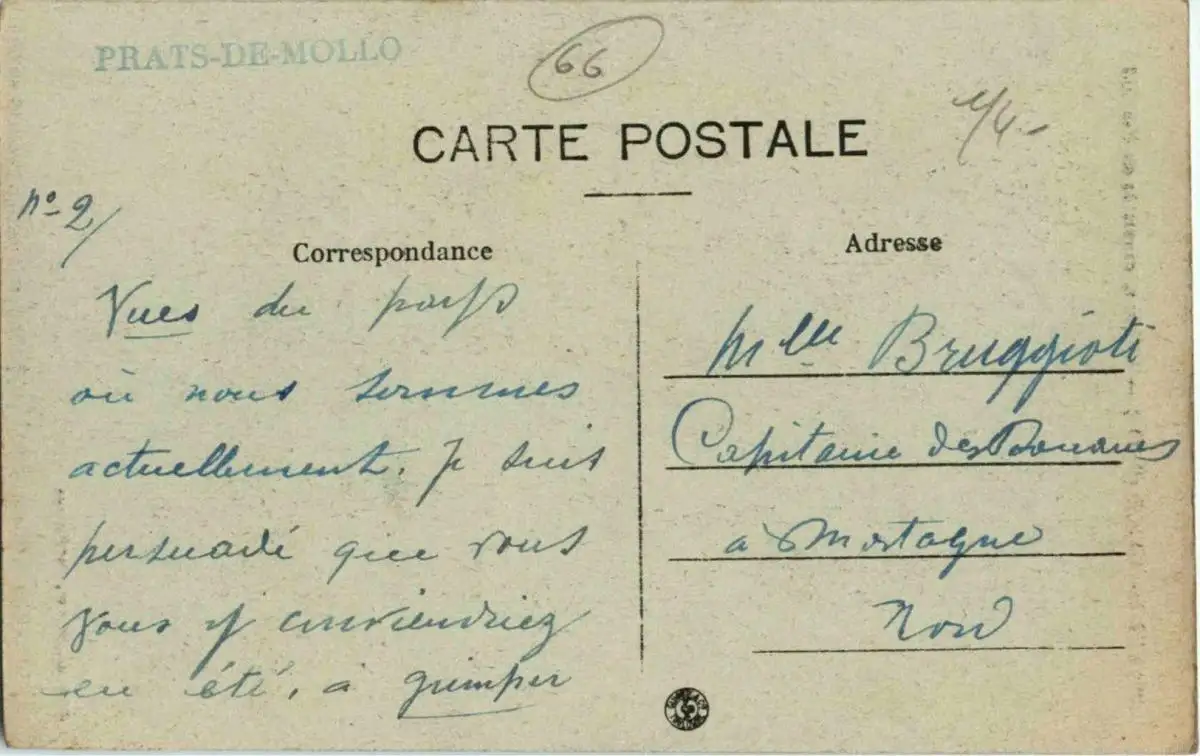 PRATS-DE-MOLLO
66
CARTE POSTALE
n° 2/
Correspondance
Vues du pays
où nous sommes
actuellement. Je suis
persuadé que vous
vous y conviendriez
en été, à grimper
Adresse
Mlle Bruggioti
Capitaine des Douanes
à Mortagne
Nord